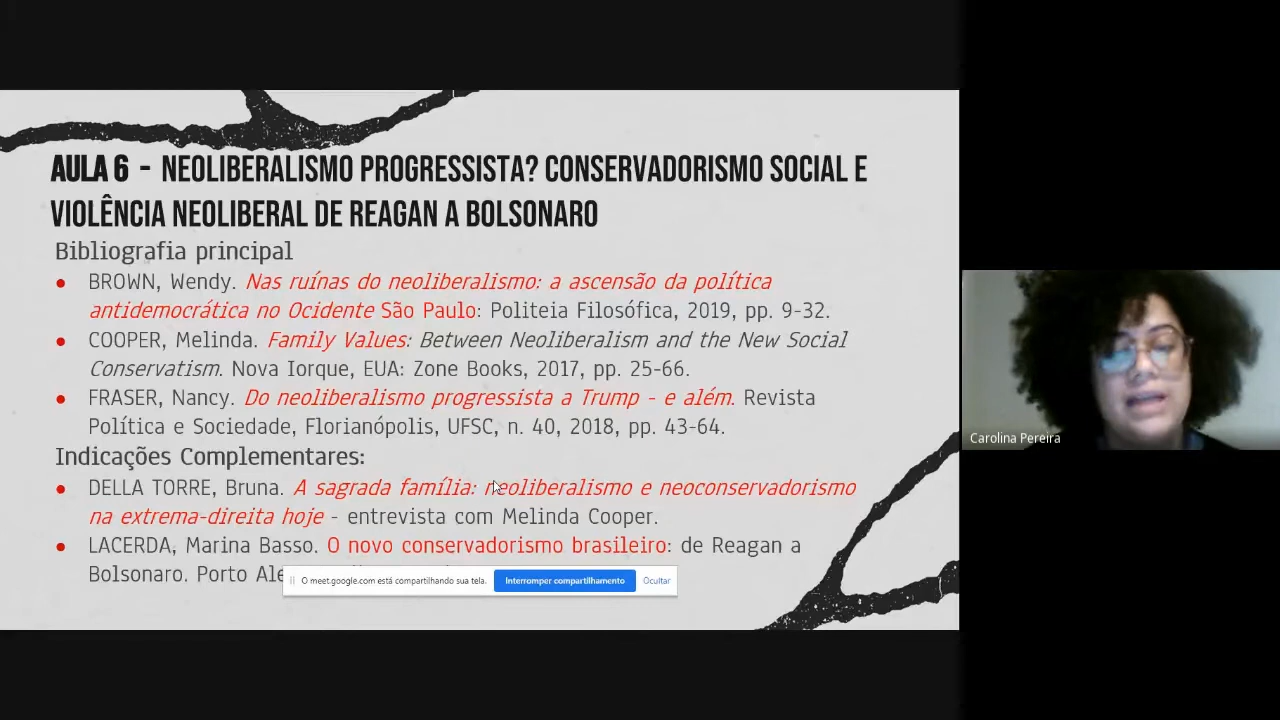 AULA 6 - NEOLIBERALISMO PROGRESSISTA? CONSERVADORISMO SOCIAL E
VIOLÊNCIA NEOLIBERAL DE REAGAN A BOLSONARO
Bibliografia principal
● BROWN, Wendy. Nas ruínas do neoliberalismo: a ascensão da política
antidemocrática no Ocidente São Paulo: Politeia Filosófica, 2019, pp. 9-32.
● COOPER, Melinda. Family Values: Between Neoliberalism and the New Social
Conservatism. Nova Iorque, EUA: Zone Books, 2017, pp. 25-66.
● FRASER, Nancy. Do neoliberalismo progressista a Trump - e além. Revista
Política e Sociedade, Florianópolis, UFSC, n. 40, 2018, pp. 43-64.
Indicações Complementares:
● DELLA TORRE, Bruna. A sagrada família: neoliberalismo e neoconservadorismo
na extrema-direita hoje - entrevista com Melinda Cooper.
● LACERDA, Marina Basso. O novo conservadorismo brasileiro: de Reagan a
Bolsonaro. Porto Ale
O meet.google.com está compartilhando sua tela. Interromper compartilhamento Ocultar
Carolina Pereira